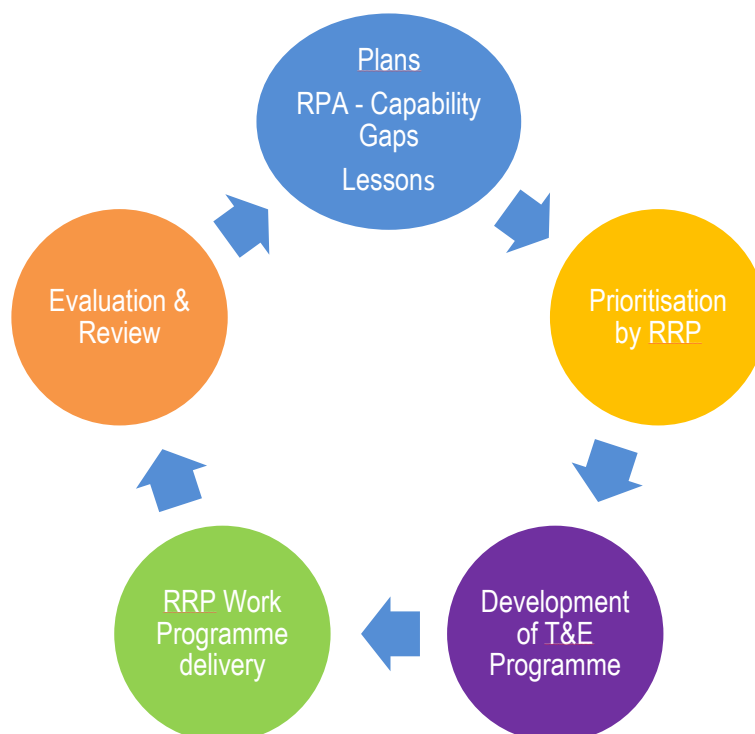 Plans
RPA - Capability
Gaps
Lessons
Prioritisation
by RRP
Development
of T&E
Programme
RRP Work
Programme
delivery
Evaluation &
Review